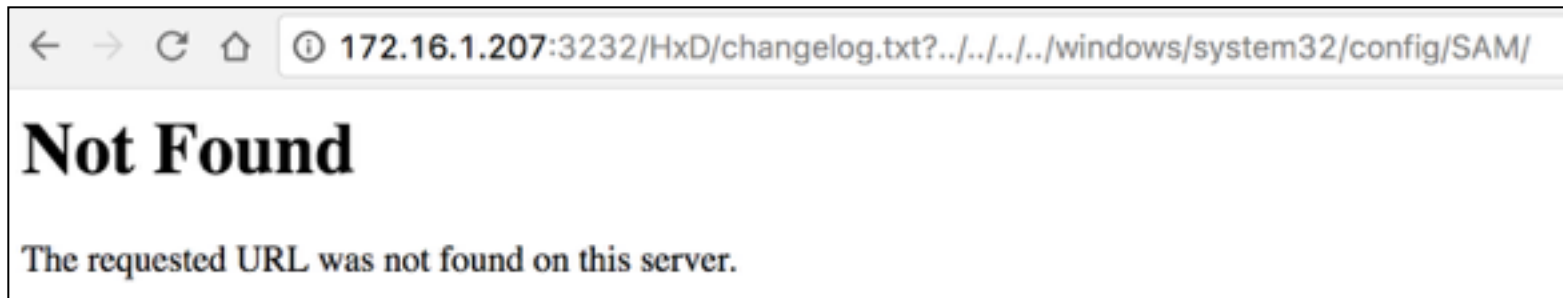 172.16.1.207:3232/HxD/changelog.txt?../../../../windows/system32/config/SAM/
Not Found
The requested URL was not found on this server.